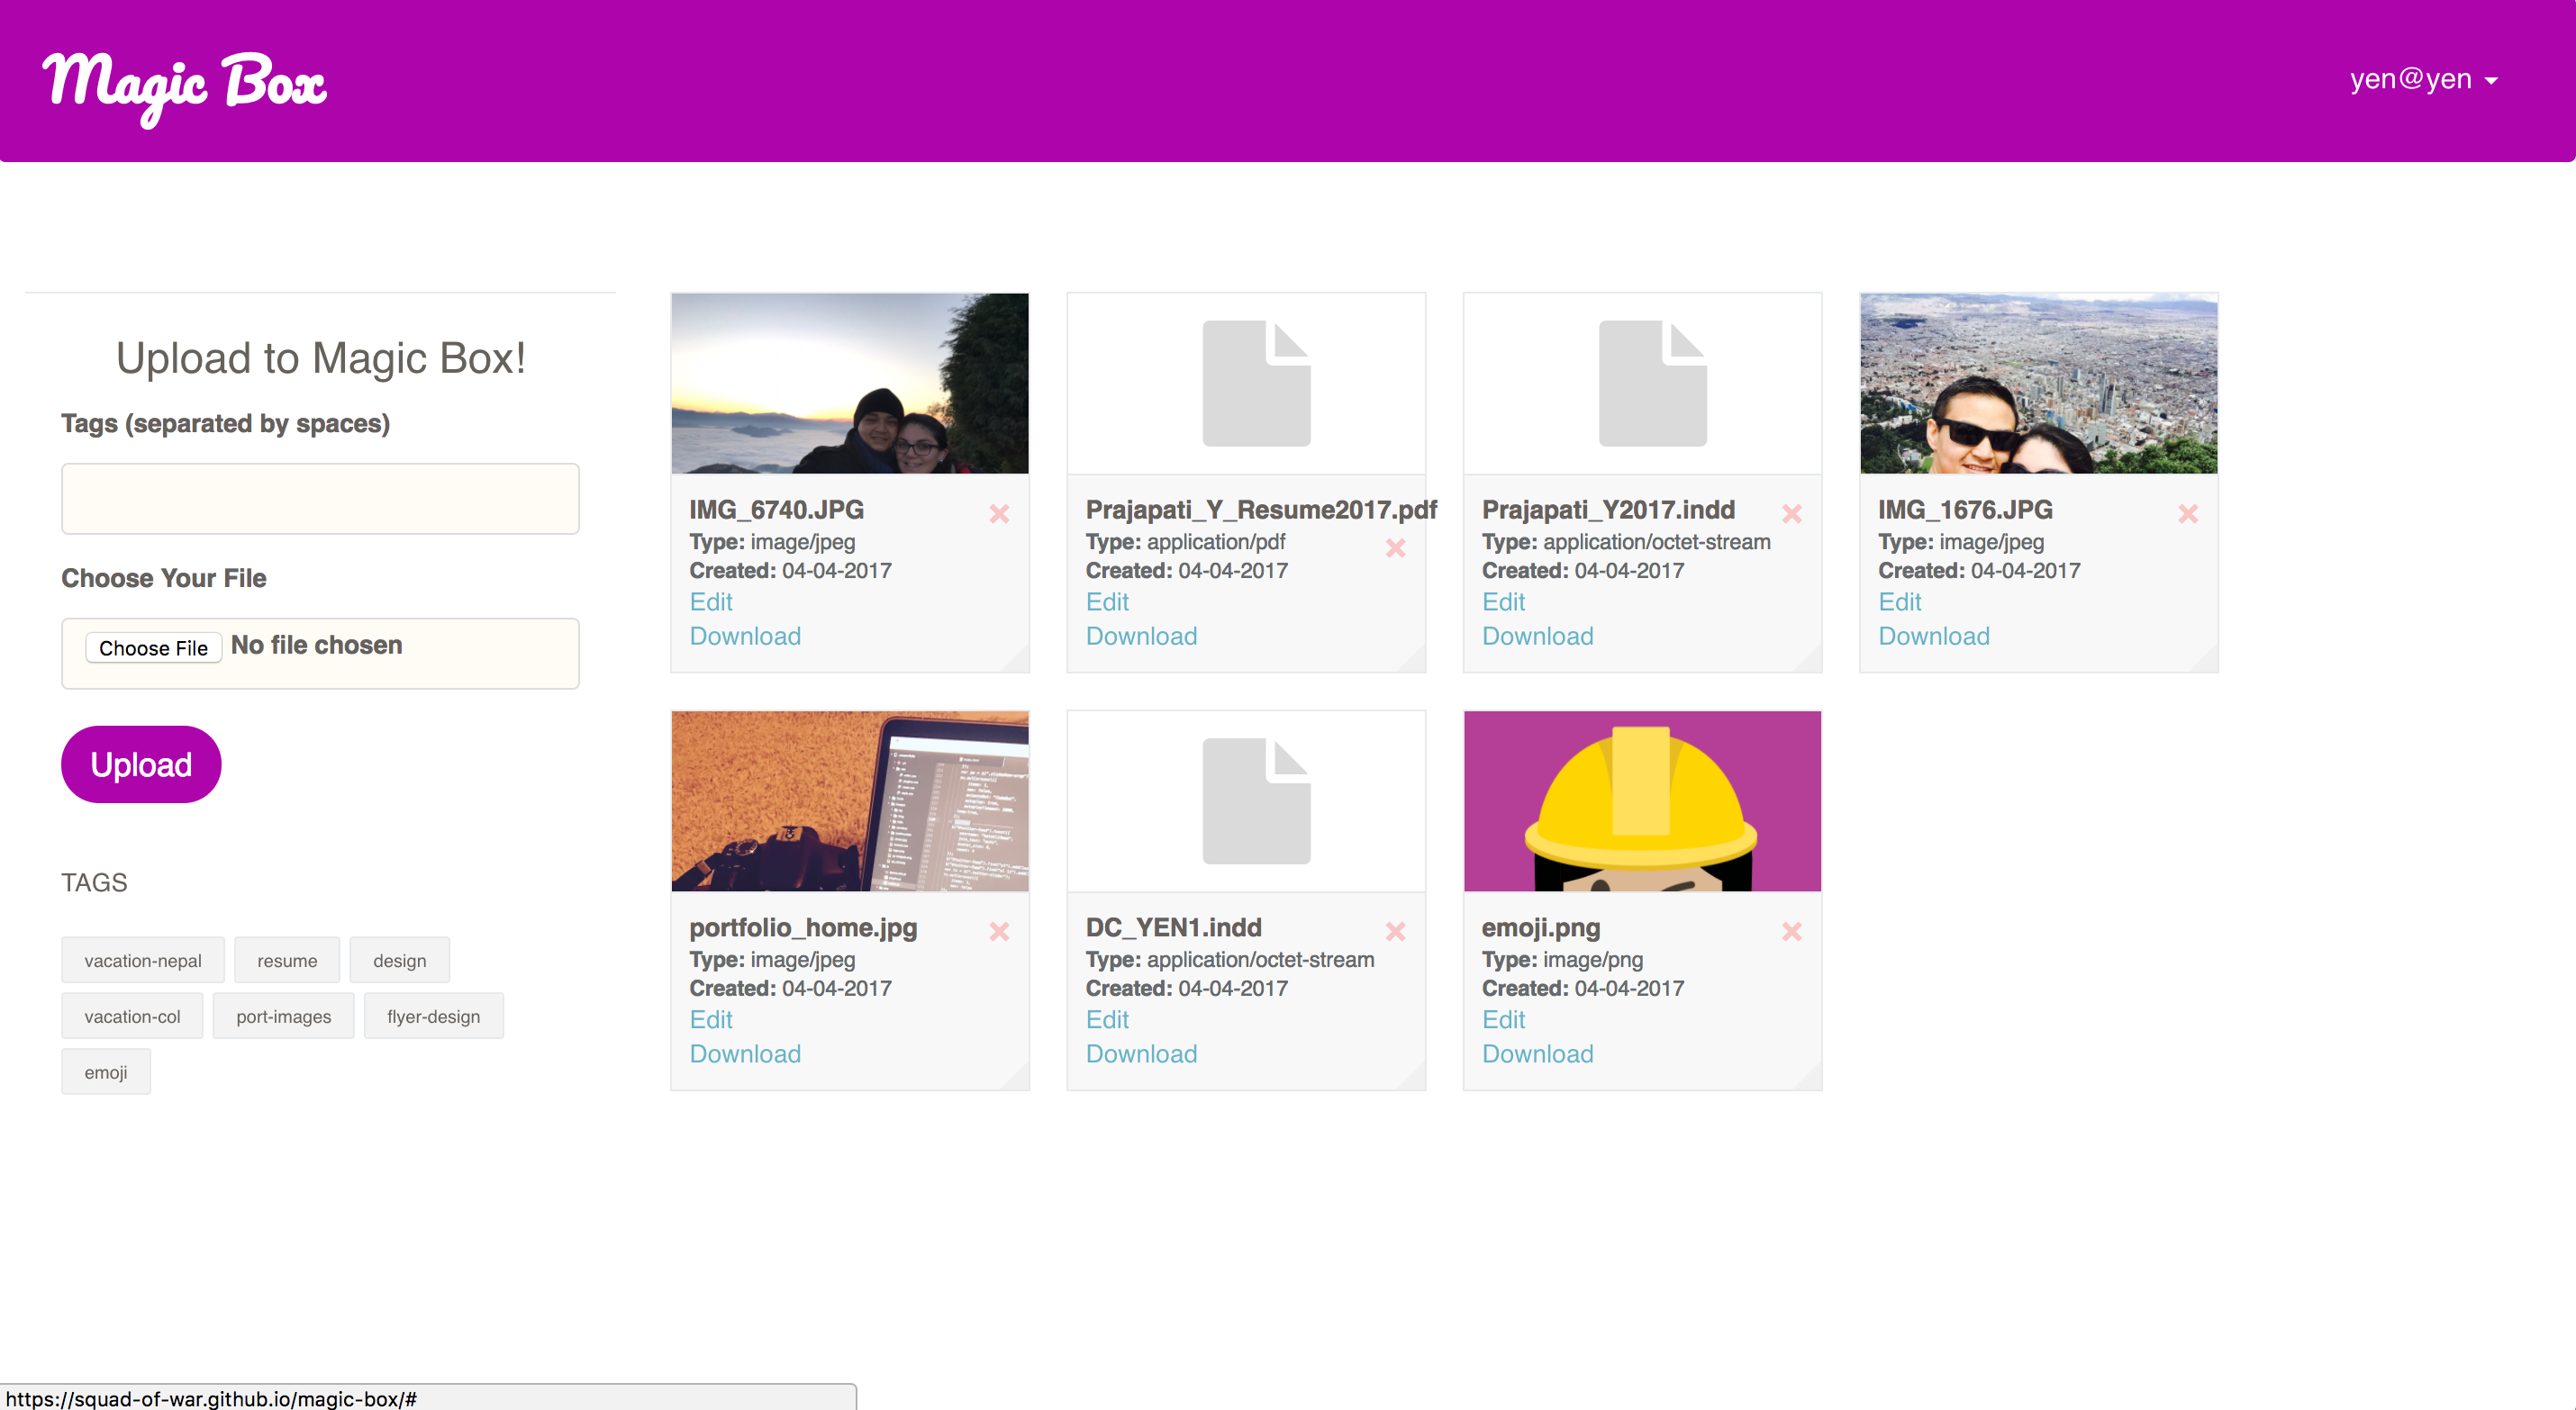 Magic Box
yen@yen
Upload to Magic Box!
Tags (separated by spaces)
Choose Your File
Choose File No file chosen
Upload
TAGS
vacation-nepal resume design
vacation-col port-images flyer-design
emoji
IMG_6740.JPG
Type: image/jpeg
Created: 04-04-2017
Edit
Download
Prajapati_Y_Resume2017.pdf
Type: application/pdf
Created: 04-04-2017
Edit
Download
Prajapati_Y2017.indd
Type: application/octet-stream
Created: 04-04-2017
Edit
Download
IMG_1676.JPG
Type: image/jpeg
Created: 04-04-2017
Edit
Download
portfolio_home.jpg
Type: image/jpeg
Created: 04-04-2017
Edit
Download
DC_YEN1.indd
Type: application/octet-stream
Created: 04-04-2017
Edit
Download
emoji.png
Type: image/png
Created: 04-04-2017
Edit
Download
https://squad-of-war.github.io/magic-box/#